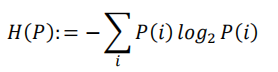 H(P):= −∑ᵢ P(i) log₂ P(i)